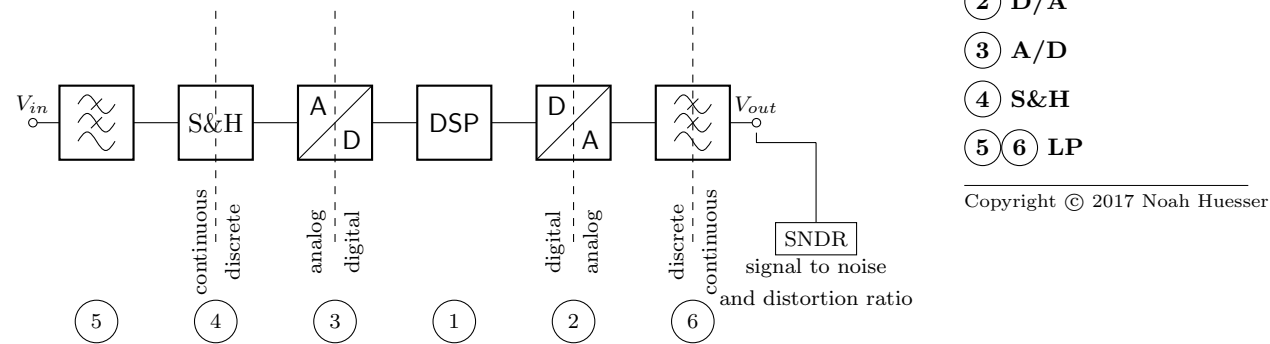 2 D/A
3 A/D
4 S&H
5 6 LP
Copyright © 2017 Noah Huesser
V_in
S&H
A
D
DSP
D
A
V_out
continuous
discrete
analog
digital
digital
analog
discrete
continuous
SNDR
signal to noise
and distortion ratio
5
4
3
1
2
6